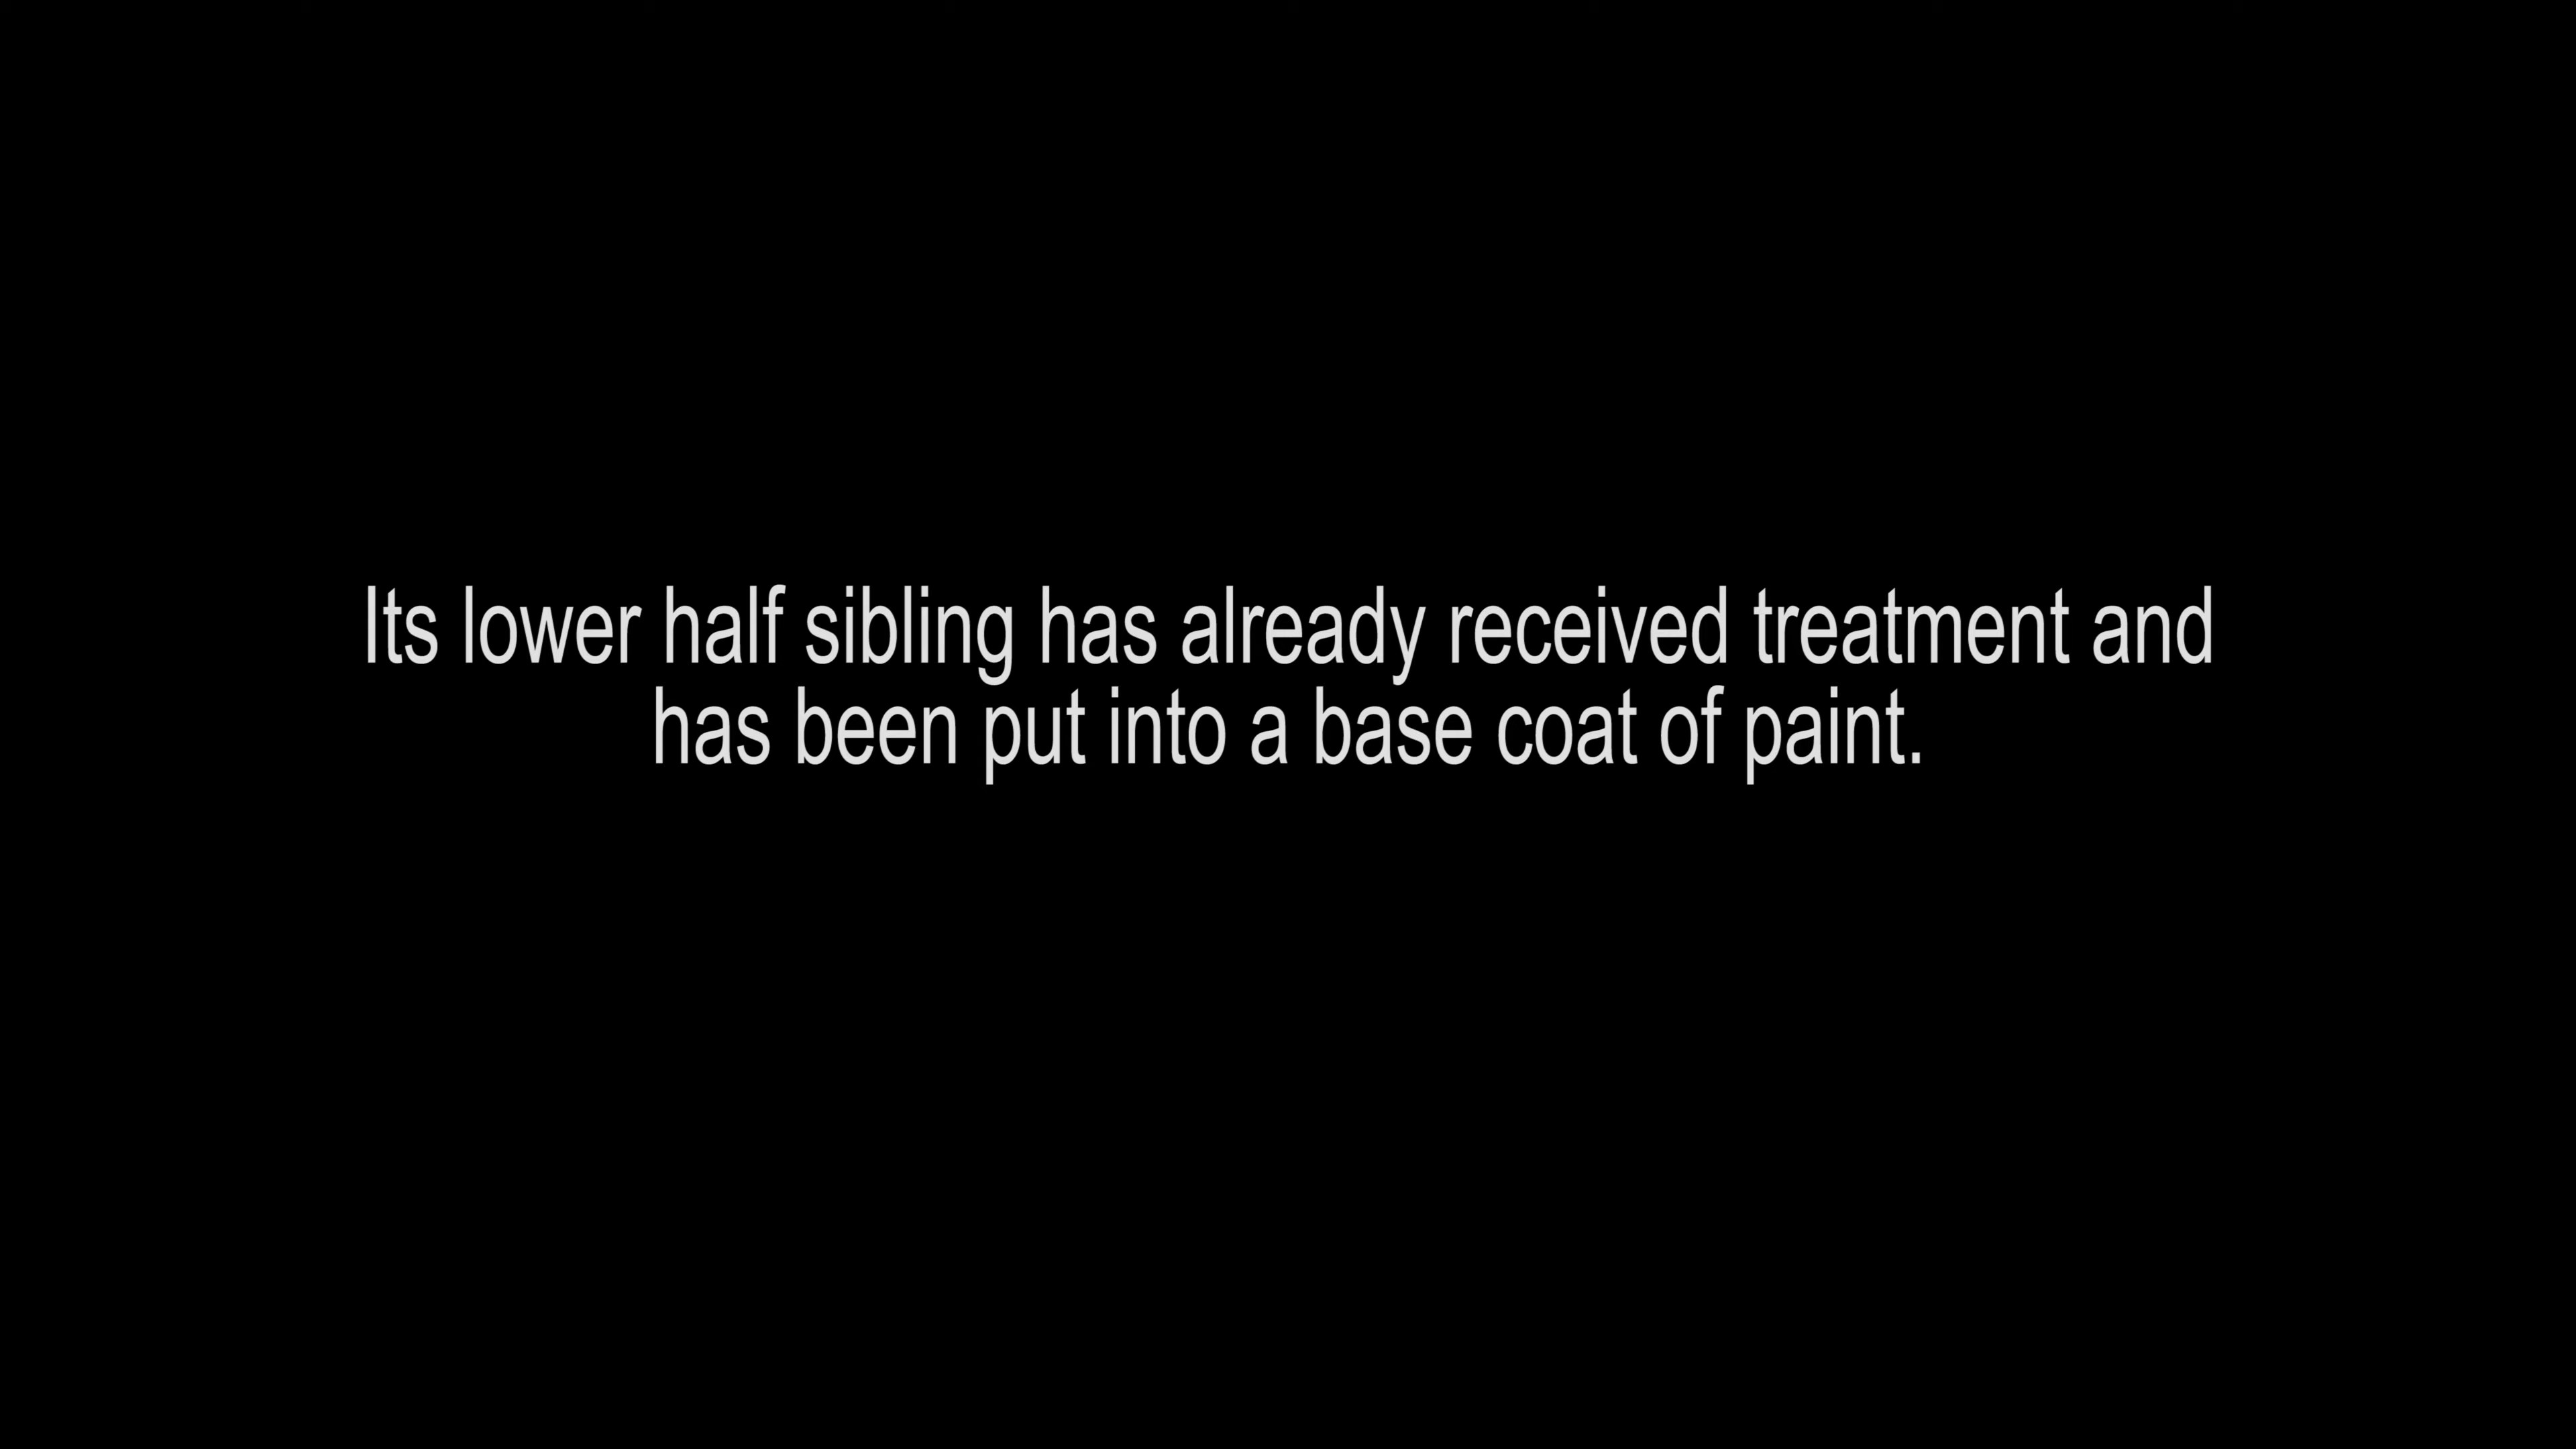 Its lower half sibling has already received treatment and
has been put into a base coat of paint.